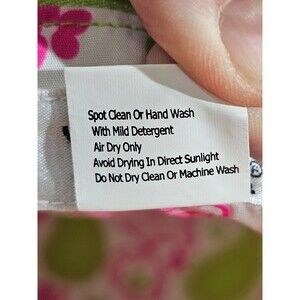 Spot Clean Or Hand Wash
With Mild Detergent
Air Dry Only
Avoid Drying In Direct Sunlight
Do Not Dry Clean Or Machine Wash